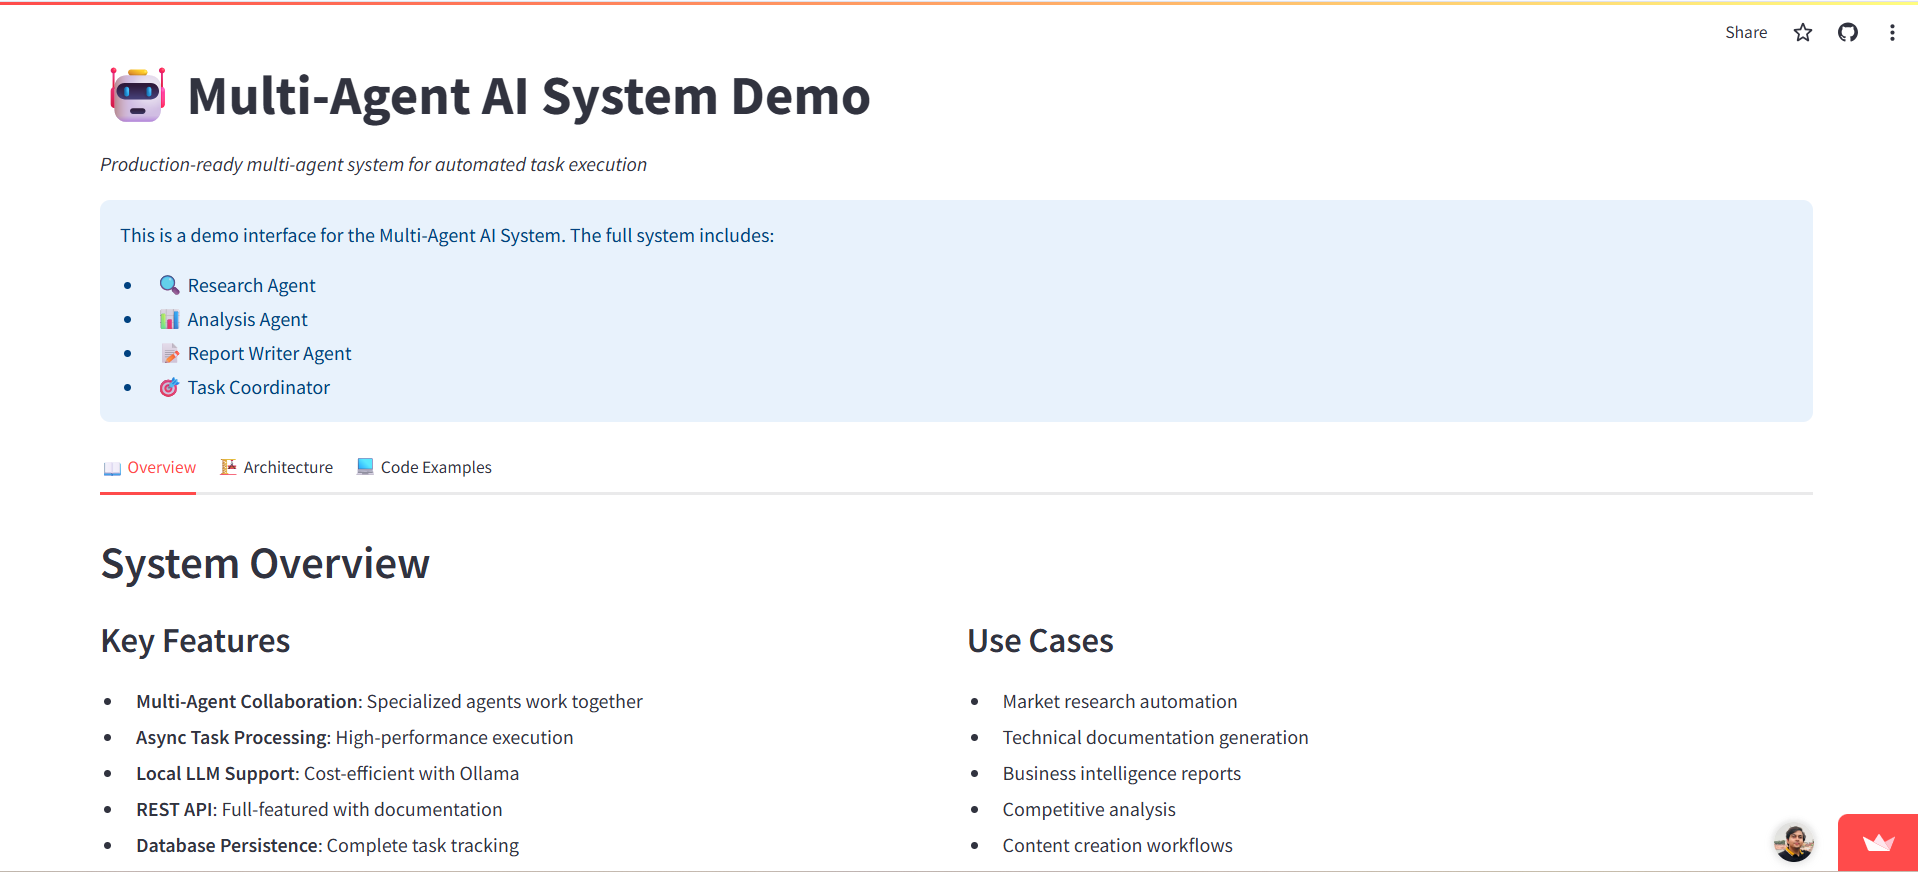 Share
Multi-Agent AI System Demo
Production-ready multi-agent system for automated task execution
This is a demo interface for the Multi-Agent AI System. The full system includes:
Research Agent
Analysis Agent
Report Writer Agent
Task Coordinator
Overview
Architecture
Code Examples
System Overview
Key Features
Multi-Agent Collaboration: Specialized agents work together
Async Task Processing: High-performance execution
Local LLM Support: Cost-efficient with Ollama
REST API: Full-featured with documentation
Database Persistence: Complete task tracking
Use Cases
Market research automation
Technical documentation generation
Business intelligence reports
Competitive analysis
Content creation workflows